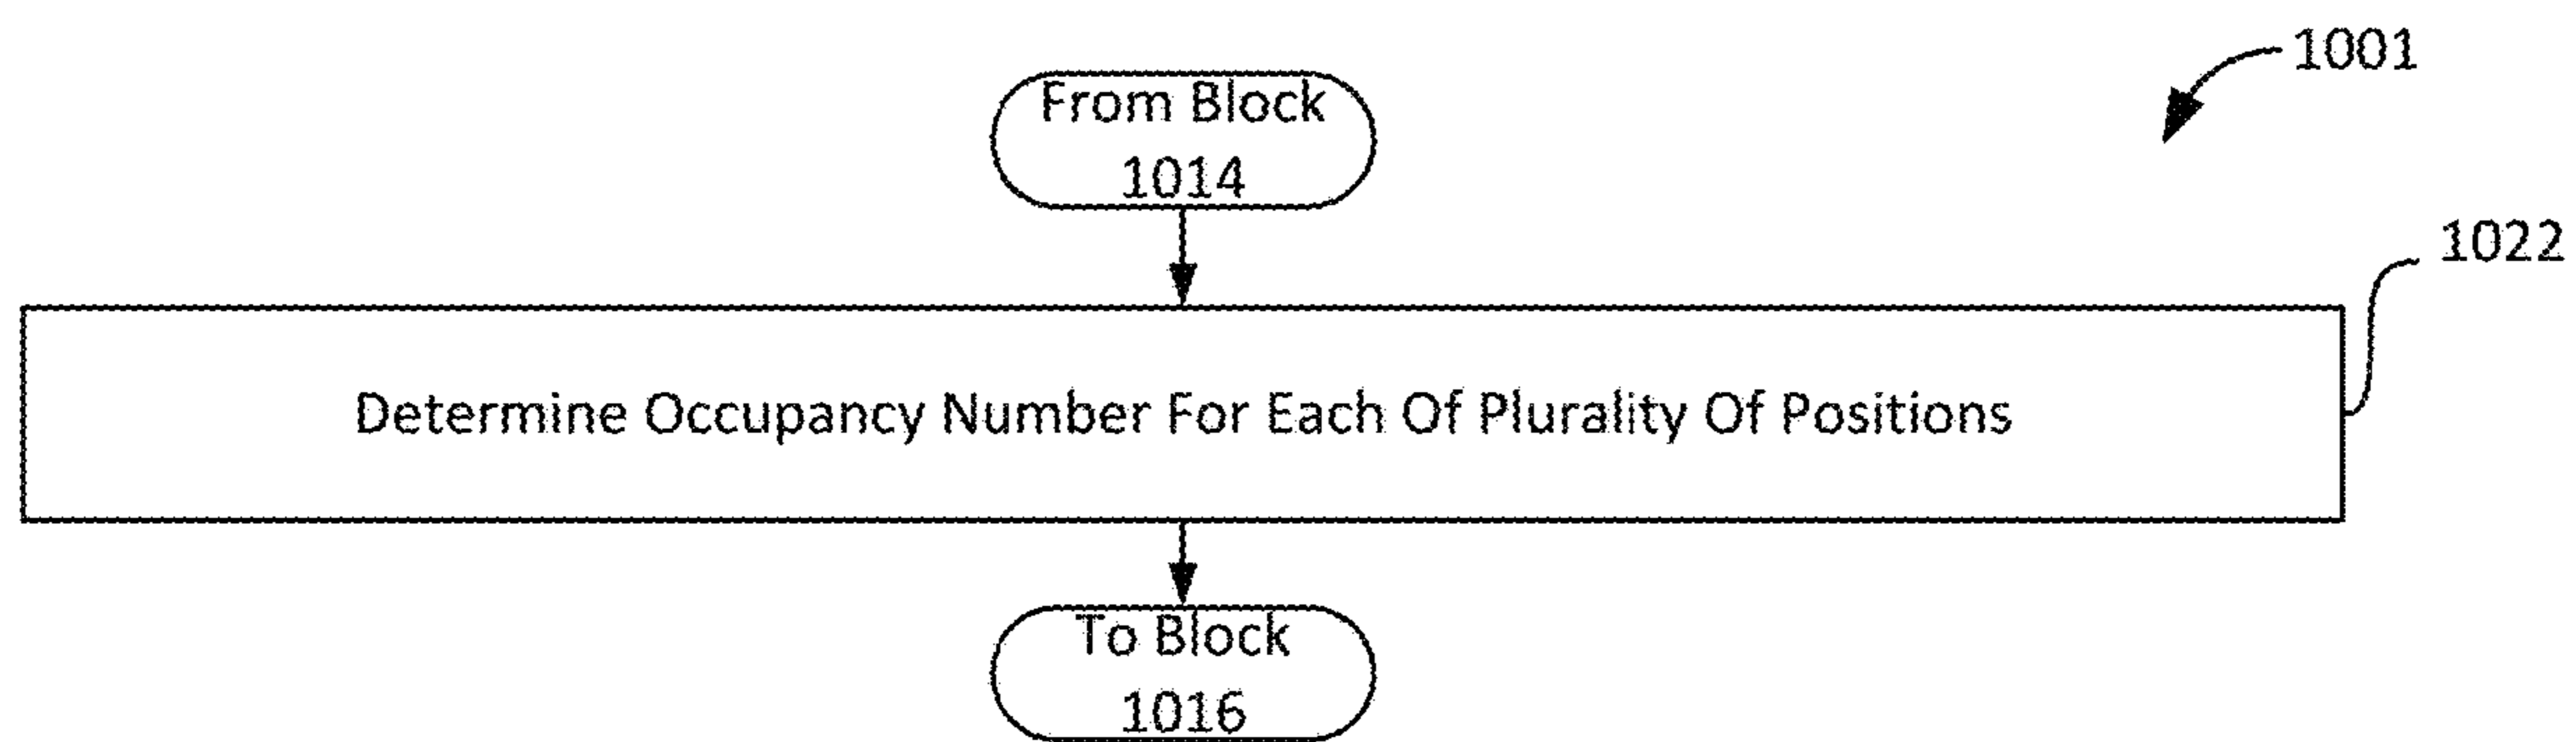 1001
From Block
1014
1022
Determine Occupancy Number For Each Of Plurality Of Positions
To Block
1016